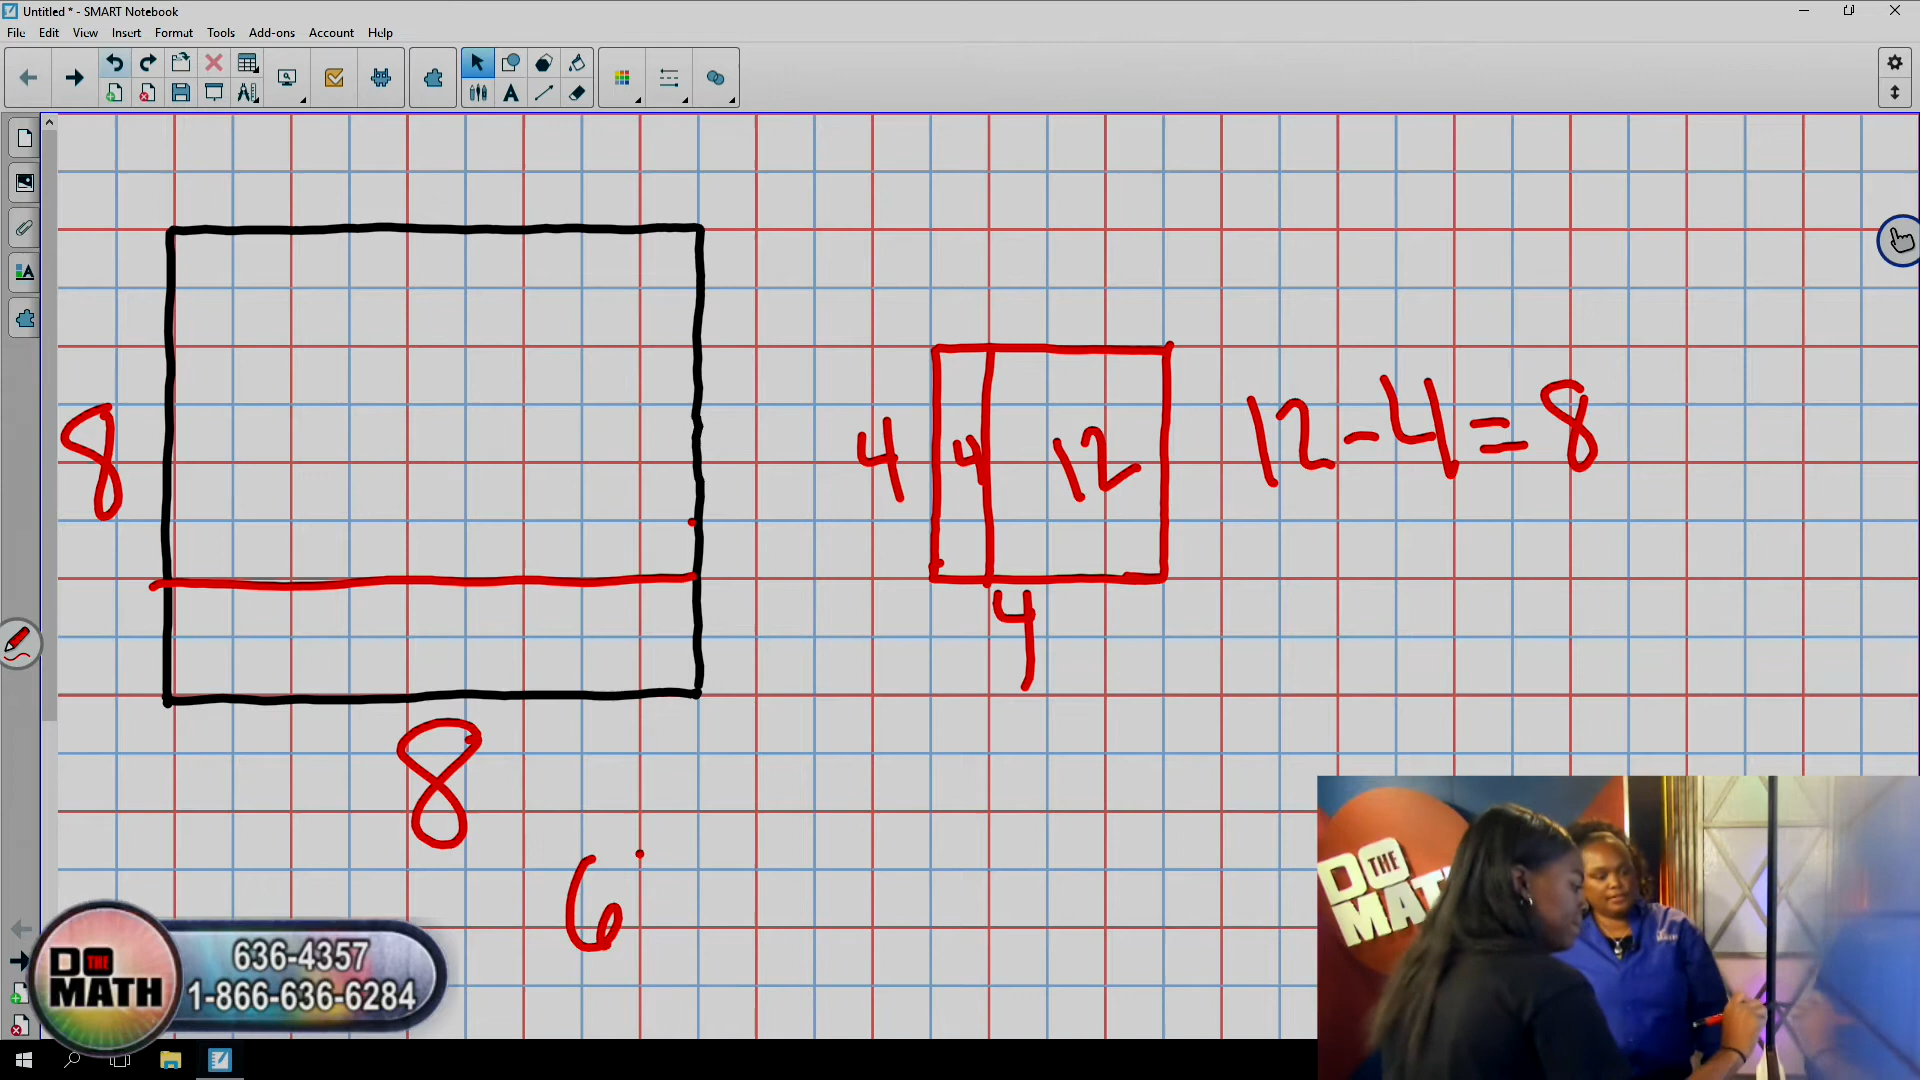 Untitled * - SMART Notebook
File Edit View Insert Format Tools Add-ons Account Help
8
4
4
12
12-4=8
4
8
6
DO THE MATH
636-4357
1-866-636-6284
DO THE MATH